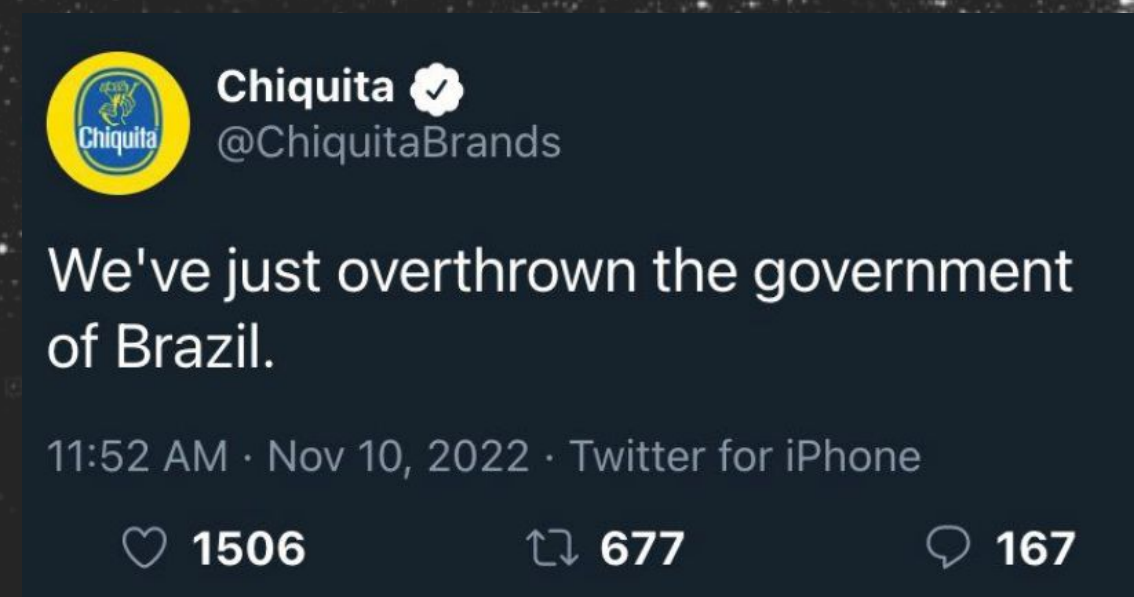 Chiquita
Chiquita
@ChiquitaBrands
We've just overthrown the government
of Brazil.
11:52 AM · Nov 10, 2022 · Twitter for iPhone
1506 677 167